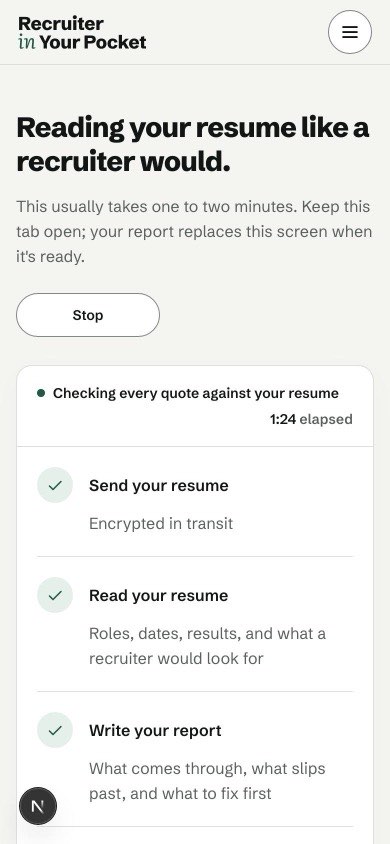 Recruiter
in Your Pocket
Reading your resume like a
recruiter would.
This usually takes one to two minutes. Keep this
tab open; your report replaces this screen when
it's ready.
Stop
Checking every quote against your resume
1:24 elapsed
Send your resume
Encrypted in transit
Read your resume
Roles, dates, results, and what a
recruiter would look for
Write your report
What comes through, what slips
past, and what to fix first
N